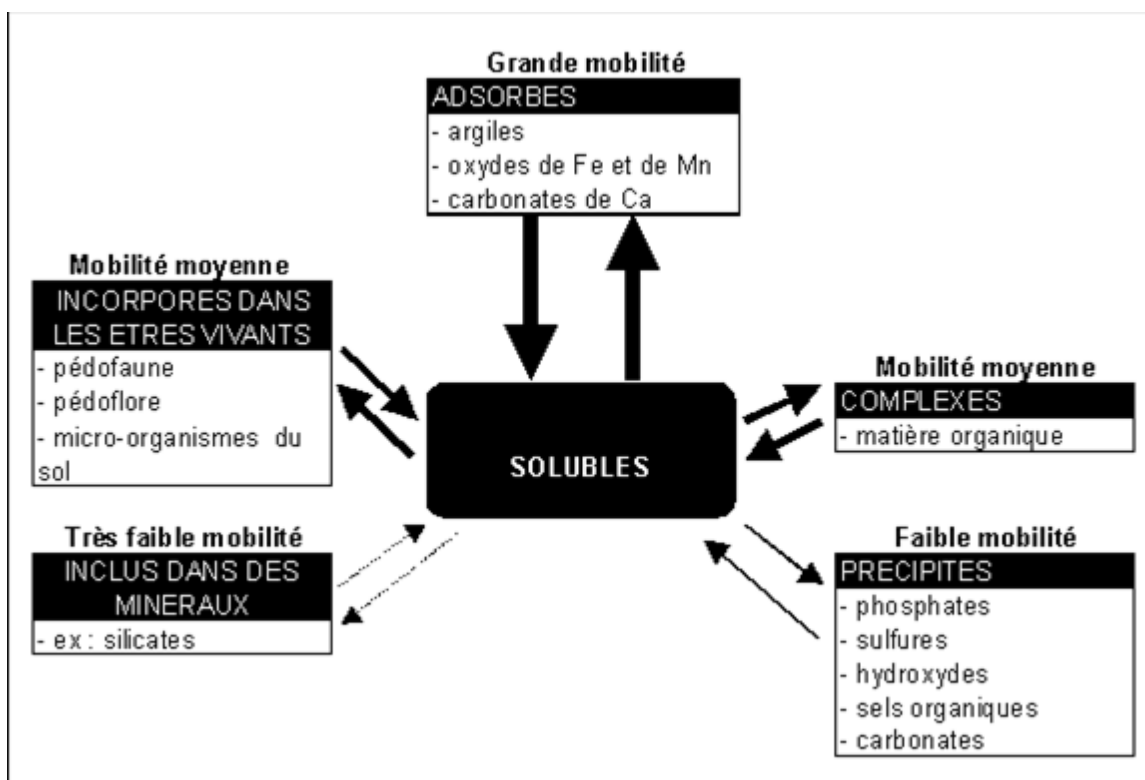 Grande mobilité
ADSORBES
- argiles
- oxydes de Fe et de Mn
- carbonates de Ca
Mobilité moyenne
INCORPORES DANS
LES ETRES VIVANTS
- pédofaune
- pédoflore
- micro-organismes du
sol
Mobilité moyenne
COMPLEXES
- matière organique
SOLUBLES
Très faible mobilité
INCLUS DANS DES
MINERAUX
- ex : silicates
Faible mobilité
PRECIPITES
- phosphates
- sulfures
- hydroxydes
- sels organiques
- carbonates